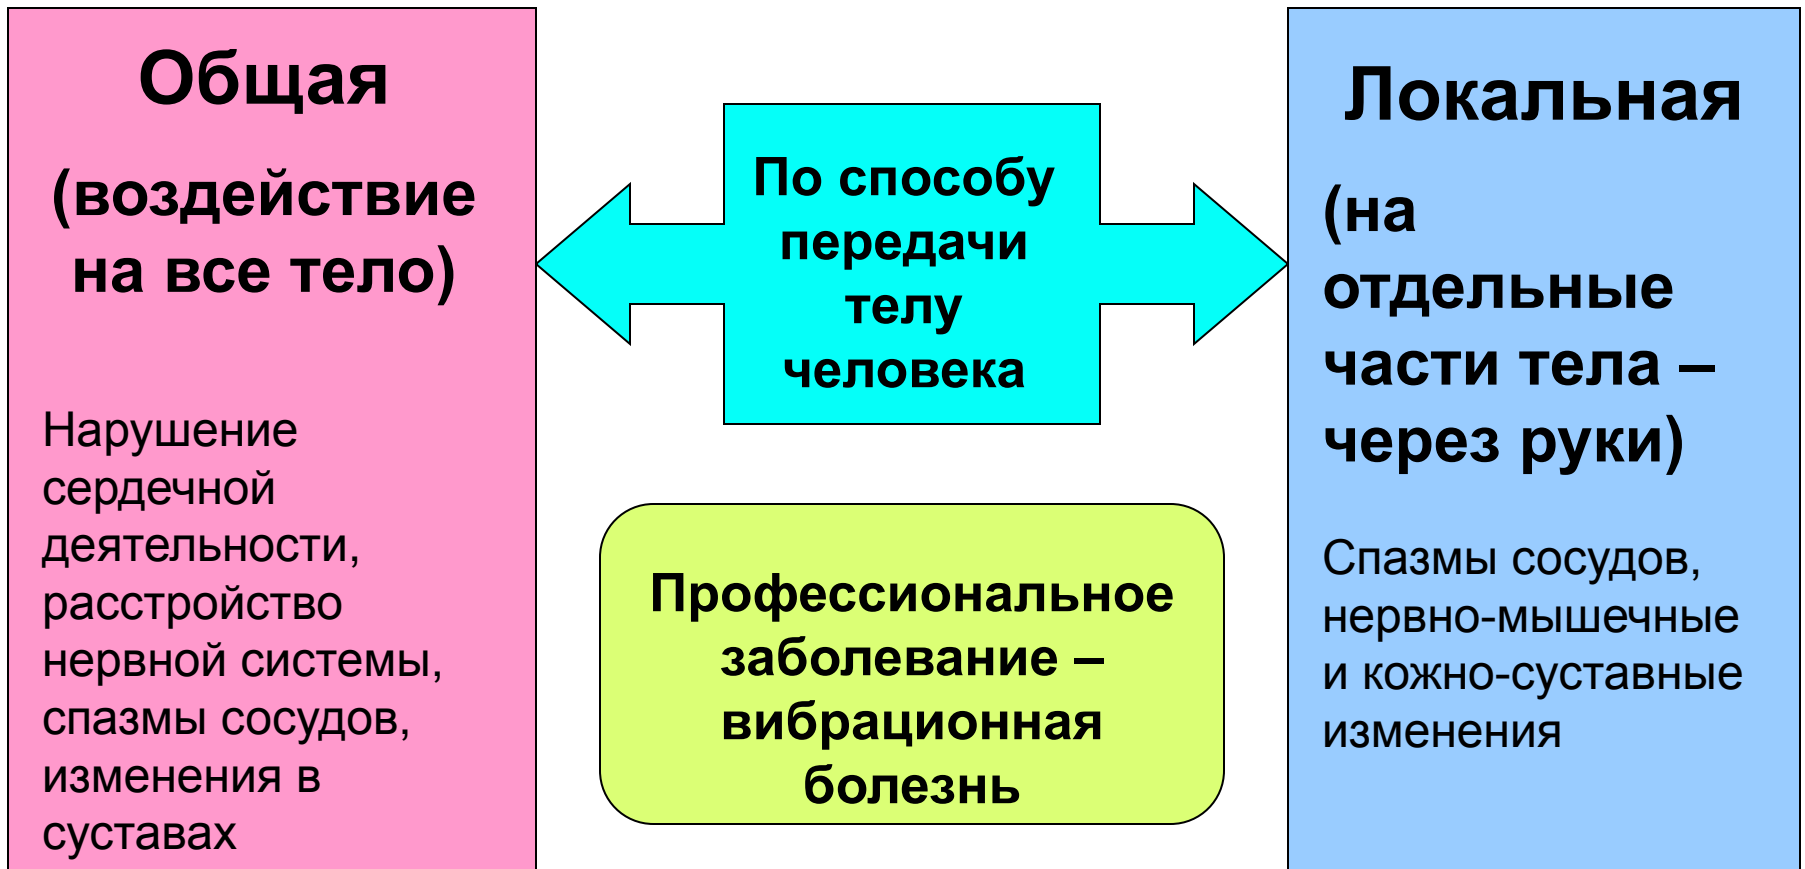 Общая
(воздействие
на все тело)
Нарушение
сердечной
деятельности,
расстройство
нервной системы,
спазмы сосудов,
изменения в
суставах
По способу
передачи
телу
человека
Профессиональное
заболевание –
вибрационная
болезнь
Локальная
(на
отдельные
части тела –
через руки)
Спазмы сосудов,
нервно-мышечные
и кожно-суставные
изменения